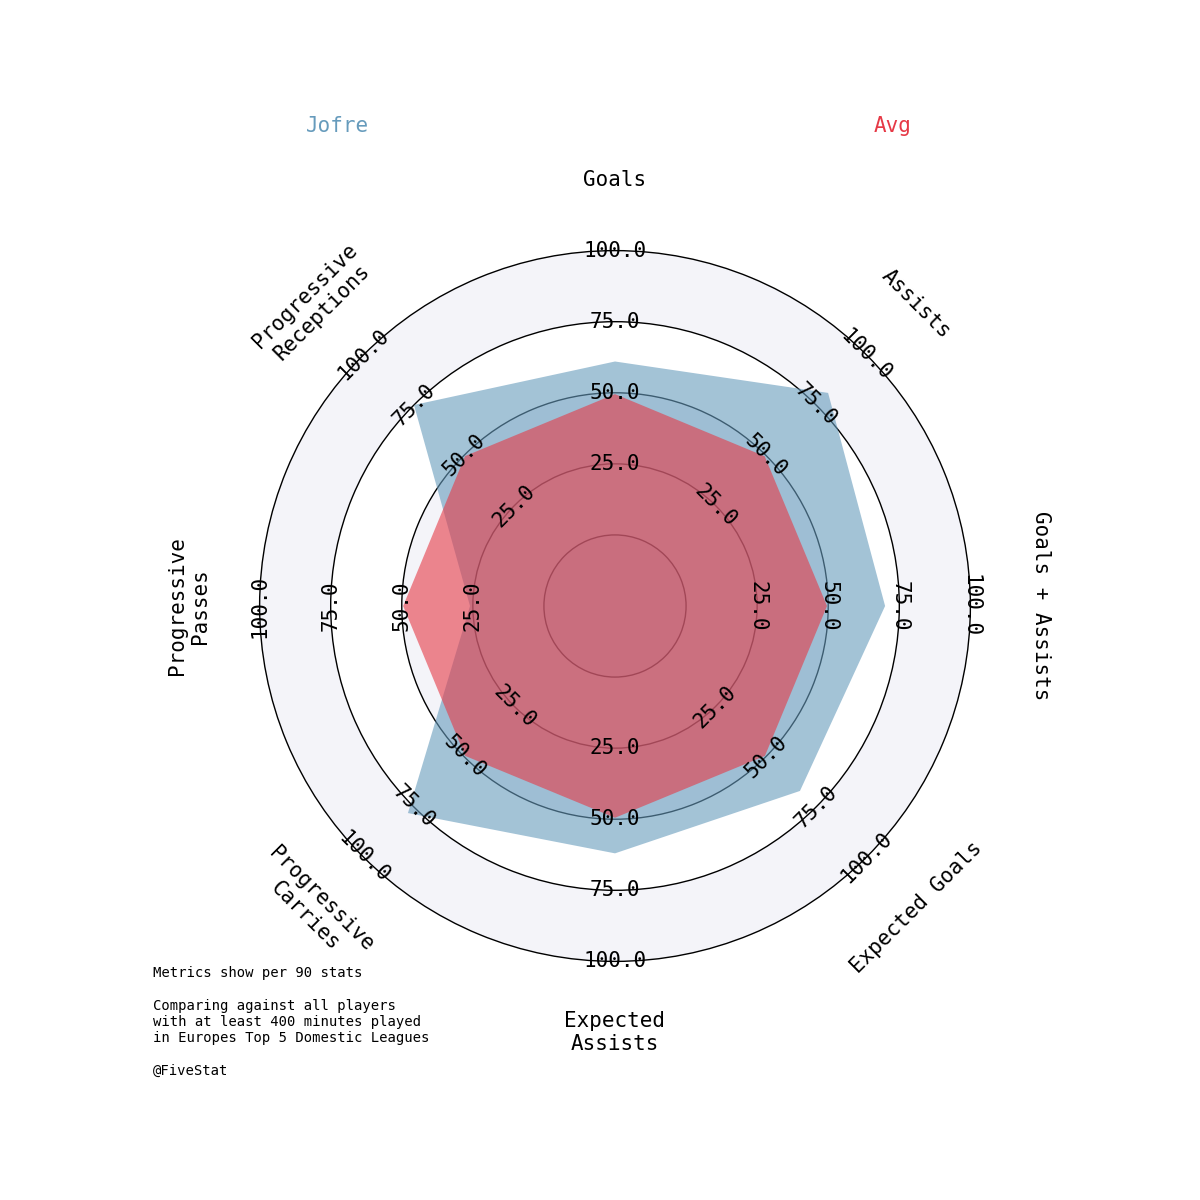 Jofre
Avg
Goals
Assists
Goals + Assists
Expected Goals
Expected
Assists
Progressive
Carries
Progressive
Passes
Progressive
Receptions
25.0
50.0
75.0
100.0
25.0
50.0
75.0
100.0
25.0
50.0
75.0
100.0
25.0
50.0
75.0
100.0
25.0
50.0
75.0
100.0
25.0
50.0
75.0
100.0
25.0
50.0
75.0
100.0
25.0
50.0
75.0
100.0
Metrics show per 90 stats
Comparing against all players
with at least 400 minutes played
in Europes Top 5 Domestic Leagues
@FiveStat